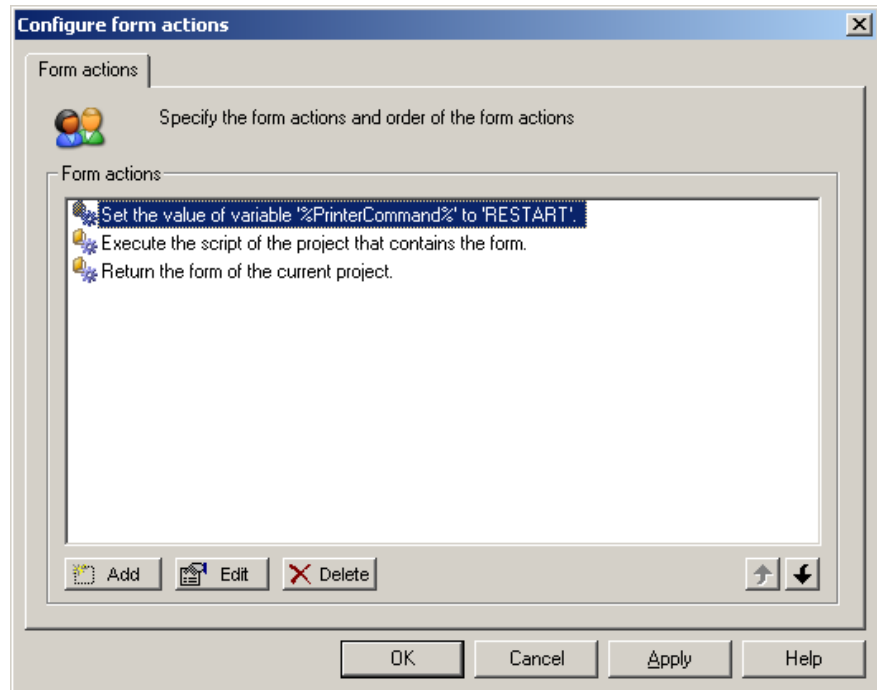 Configure form actions
Form actions
Specify the form actions and order of the form actions
Form actions
Set the value of variable '%PrinterCommand%' to 'RESTART'.
Execute the script of the project that contains the form.
Return the form of the current project.
Add Edit Delete
OK Cancel Apply Help